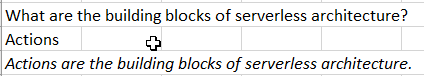 What are the building blocks of serverless architecture?
Actions
Actions are the building blocks of serverless architecture.